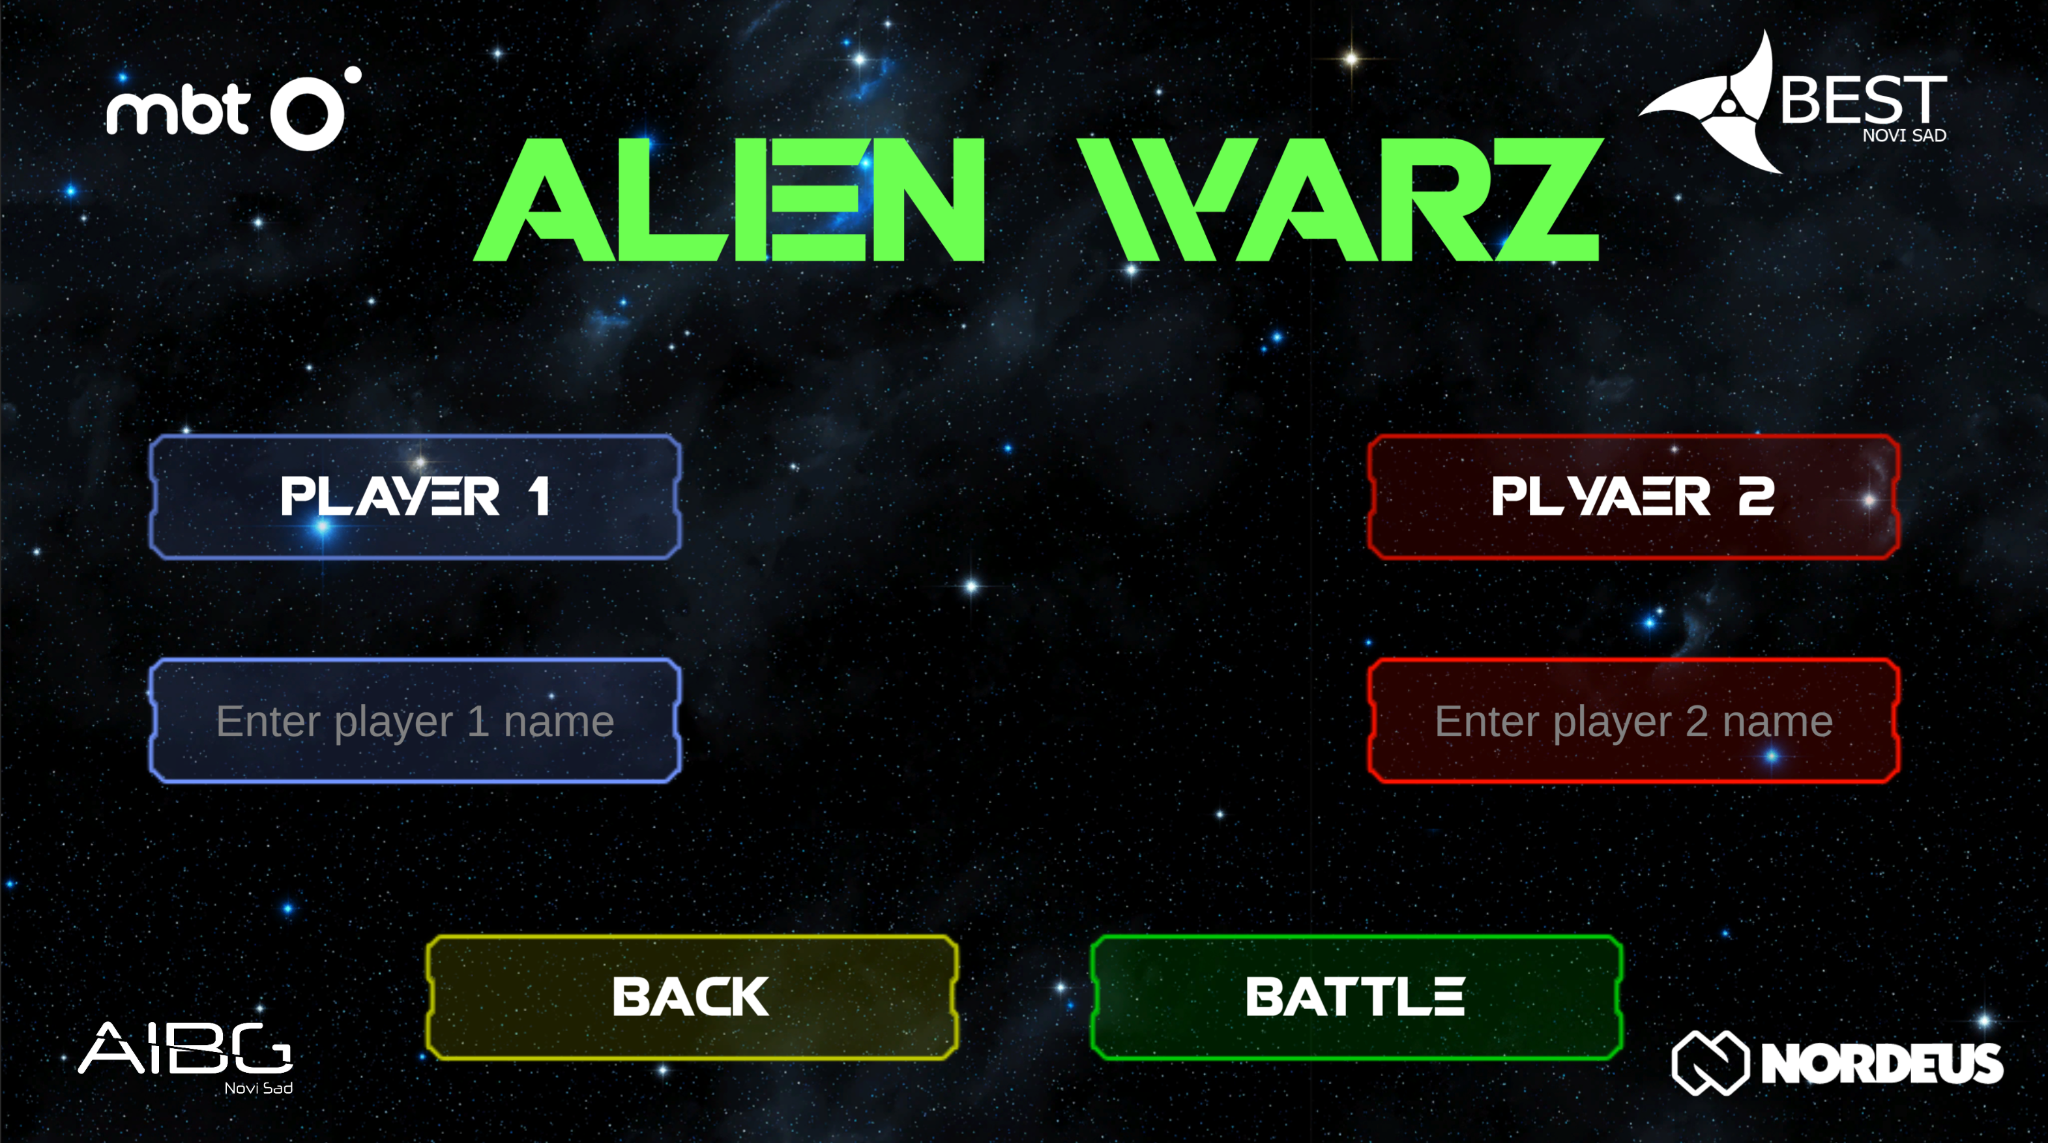 mbt
BEST
NOVI SAD
ALIEN WARZ
PLAYER 1
PLYAER 2
Enter player 1 name
Enter player 2 name
BACK
BATTLE
AIBG
Novi Sad
NORDEUS